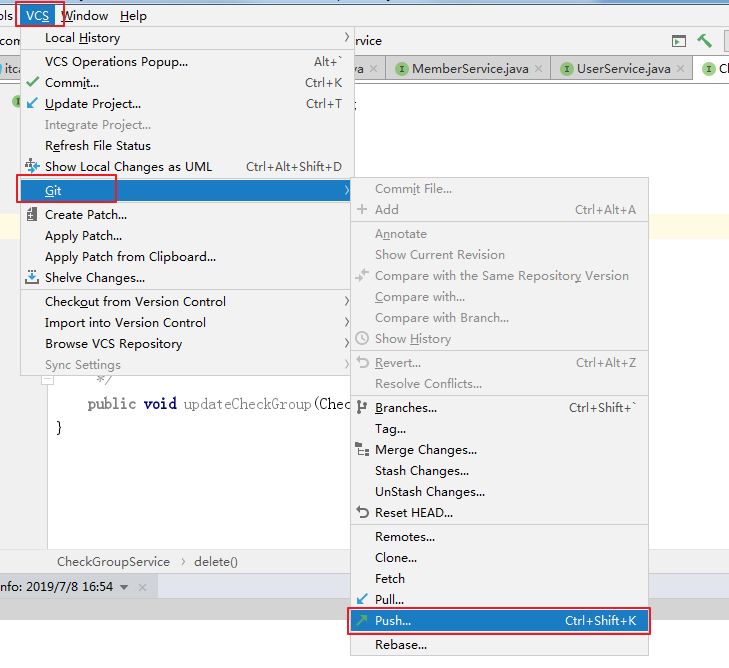 ols VCS Window Help
com
rvice
itca
va × MemberService.java × UserService.java × Cl
Local History
VCS Operations Popup... Alt+`
Commit... Ctrl+K
Update Project... Ctrl+T
Integrate Project...
Refresh File Status
Show Local Changes as UML Ctrl+Alt+Shift+D
Git
Create Patch...
Apply Patch...
Apply Patch from Clipboard...
Shelve Changes...
Checkout from Version Control
Import into Version Control
Browse VCS Repository
Sync Settings
Commit File...
Add Ctrl+Alt+A
Annotate
Show Current Revision
Compare with the Same Repository Version
Compare with...
Compare with Branch...
Show History
Revert... Ctrl+Alt+Z
Resolve Conflicts...
Branches... Ctrl+Shift+`
Tag...
Merge Changes...
Stash Changes...
UnStash Changes...
Reset HEAD...
Remotes...
Clone...
Fetch
Pull...
Push... Ctrl+Shift+K
Rebase...
*/
public void updateCheckGroup(Chec
}
CheckGroupService › delete()
nfo: 2019/7/8 16:54 ×